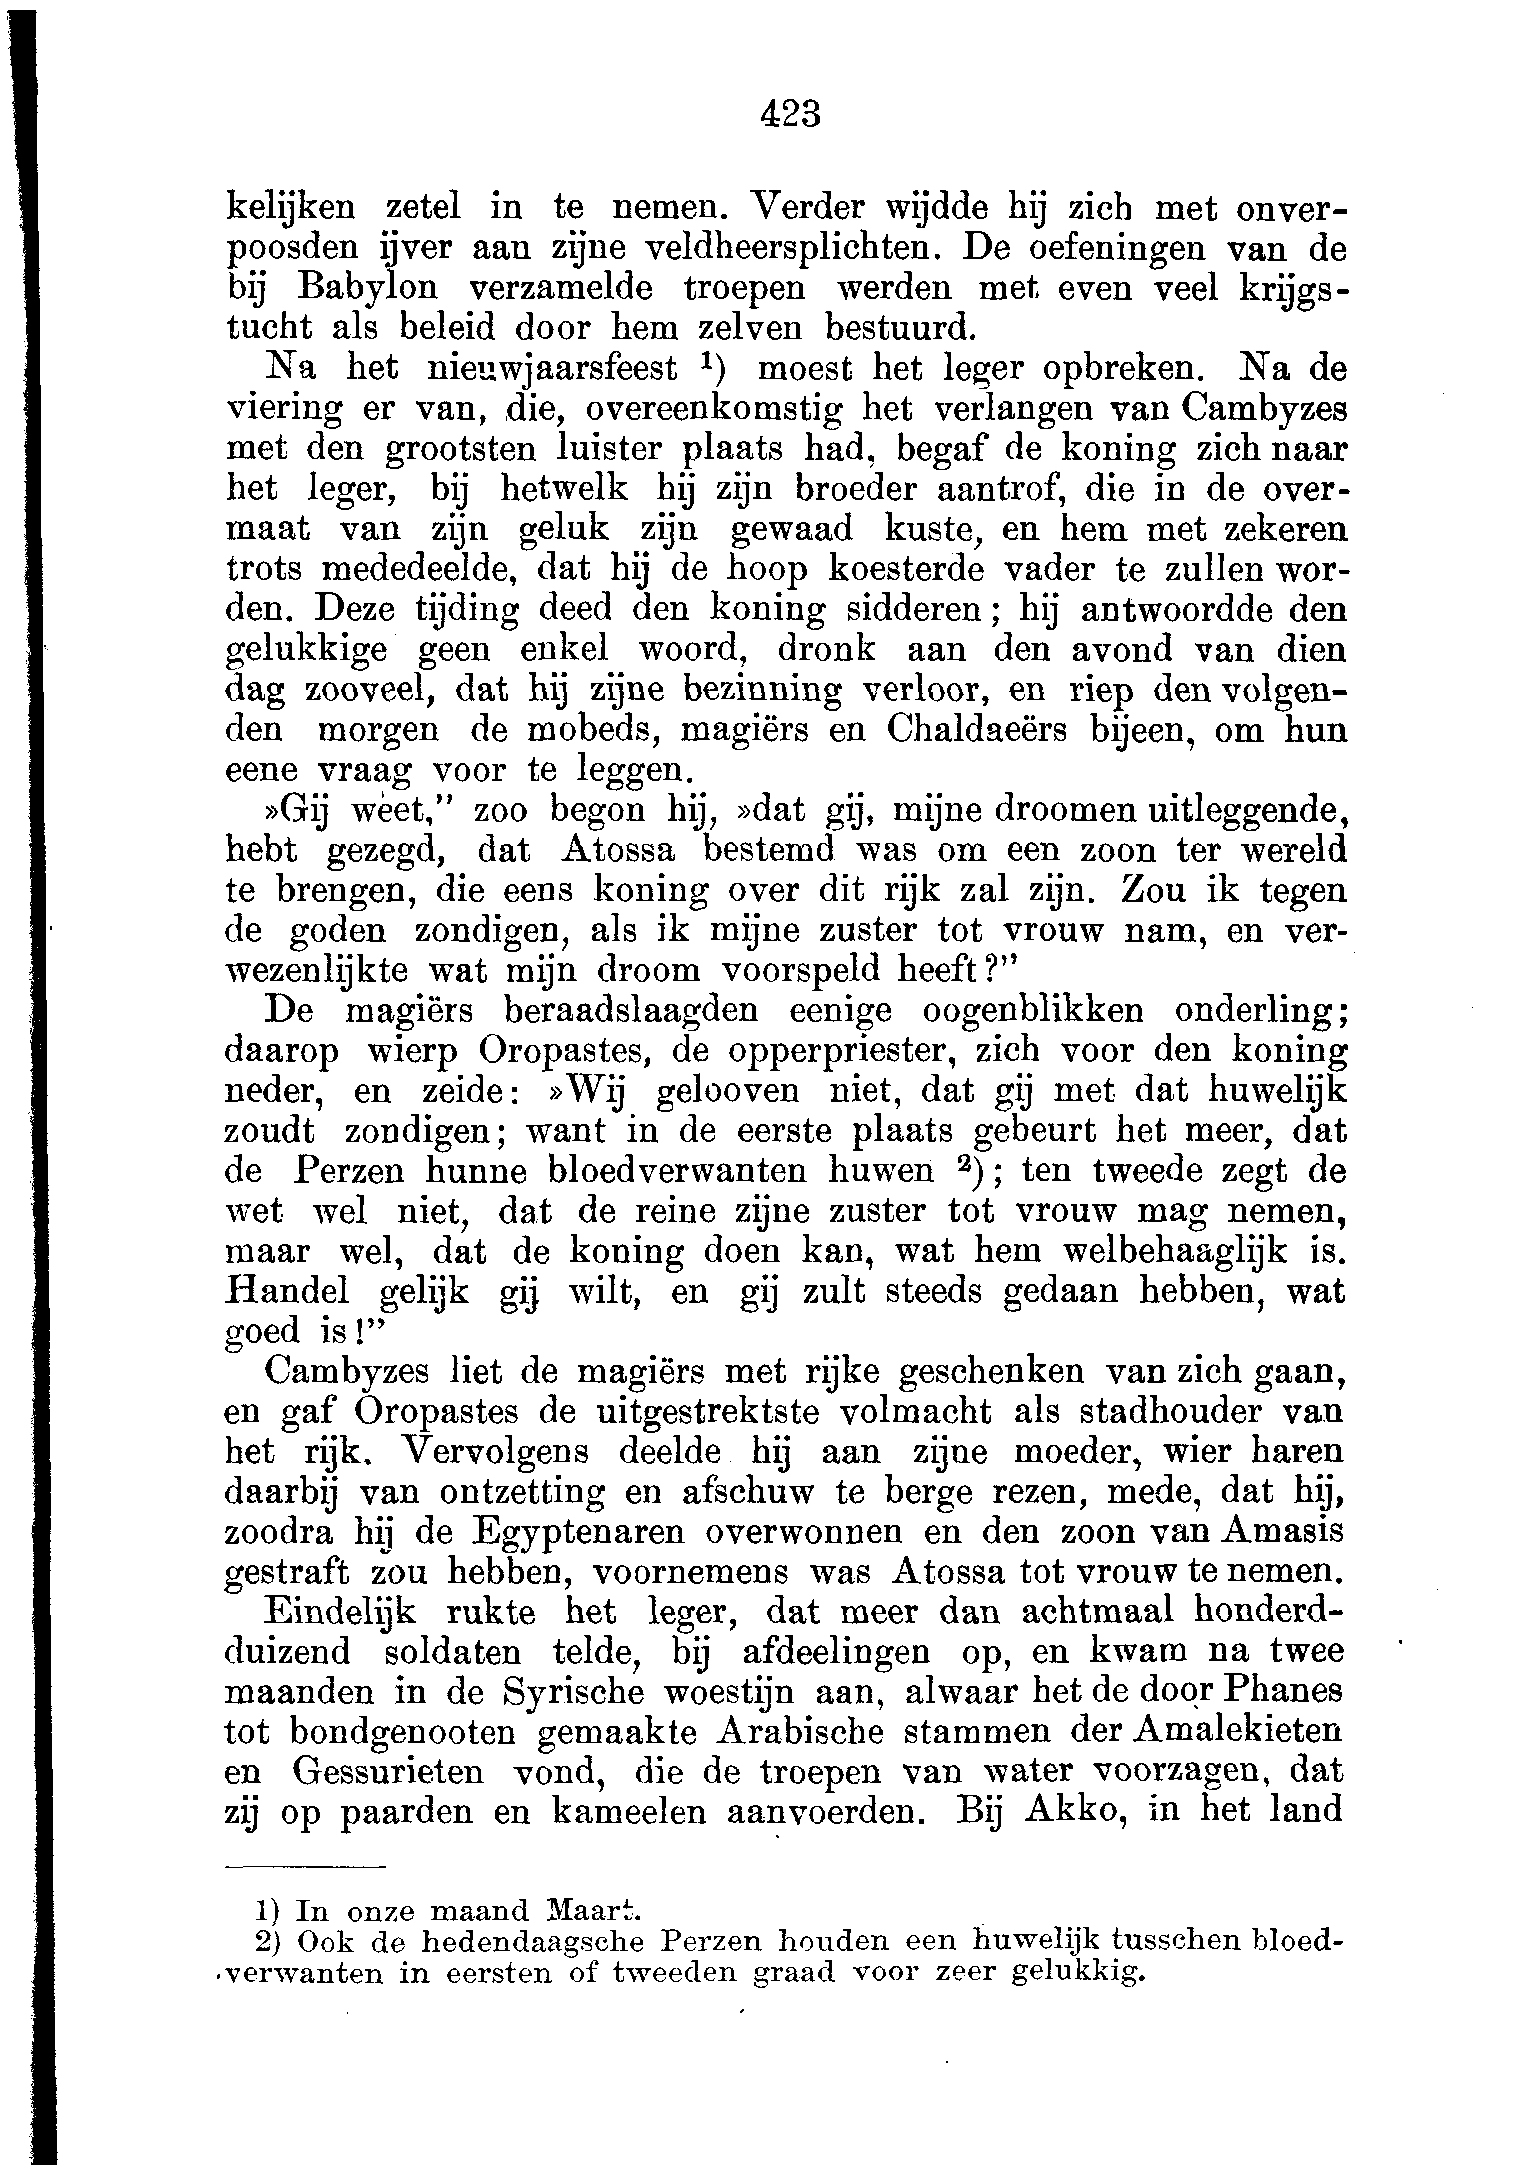 423
kelijken zetel in te nemen. Verder wijdde hij zich met onver-
poosden ijver aan zijne veldheersplichten. De oefeningen van de
bij Babylon verzamelde troepen werden met even veel krijgs-
tucht als beleid door hem zelven bestuurd.
Na het nieuwjaarsfeest ¹) moest het leger opbreken. Na de
viering er van, die, overeenkomstig het verlangen van Cambyzes
met den grootsten luister plaats had, begaf de koning zich naar
het leger, bij hetwelk hij zijn broeder aantrof, die in de over-
maat van zijn geluk zijn gewaad kuste, en hem met zekeren
trots mededeelde, dat hij de hoop koesterde vader te zullen wor-
den. Deze tijding deed den koning sidderen; hij antwoordde den
gelukkige geen enkel woord, dronk aan den avond van dien
dag zooveel, dat hij zijne bezinning verloor, en riep den volgen-
den morgen de mobeds, magiërs en Chaldaeërs bijeen, om hun
eene vraag voor te leggen.
»Gij weet," zoo begon hij, »dat gij, mijne droomen uitleggende,
hebt gezegd, dat Atossa bestemd was om een zoon ter wereld
te brengen, die eens koning over dit rijk zal zijn. Zou ik tegen
de goden zondigen, als ik mijne zuster tot vrouw nam, en ver-
wezenlijkte wat mijn droom voorspeld heeft?"
De magiërs beraadslaagden eenige oogenblikken onderling;
daarop wierp Oropastes, de opperpriester, zich voor den koning
neder, en zeide: »Wij gelooven niet, dat gij met dat huwelijk
zoudt zondigen; want in de eerste plaats gebeurt het meer, dat
de Perzen hunne bloedverwanten huwen ²); ten tweede zegt de
wet wel niet, dat de reine zijne zuster tot vrouw mag nemen,
maar wel, dat de koning doen kan, wat hem welbehaaglijk is.
Handel gelijk gij wilt, en gij zult steeds gedaan hebben, wat
goed is!"
Cambyzes liet de magiërs met rijke geschenken van zich gaan,
en gaf Oropastes de uitgestrektste volmacht als stadhouder van
het rijk. Vervolgens deelde hij aan zijne moeder, wier haren
daarbij van ontzetting en afschuw te berge rezen, mede, dat hij,
zoodra hij de Egyptenaren overwonnen en den zoon van Amasis
gestraft zou hebben, voornemens was Atossa tot vrouw te nemen.
Eindelijk rukte het leger, dat meer dan achtmaal honderd-
duizend soldaten telde, bij afdeelingen op, en kwam na twee
maanden in de Syrische woestijn aan, alwaar het de door Phanes
tot bondgenooten gemaakte Arabische stammen der Amalekieten
en Gessurieten vond, die de troepen van water voorzagen, dat
zij op paarden en kameelen aanvoerden. Bij Akko, in het land
1) In onze maand Maart.
2) Ook de hedendaagsche Perzen houden een huwelijk tusschen bloed-
verwanten in eersten of tweeden graad voor zeer gelukkig.